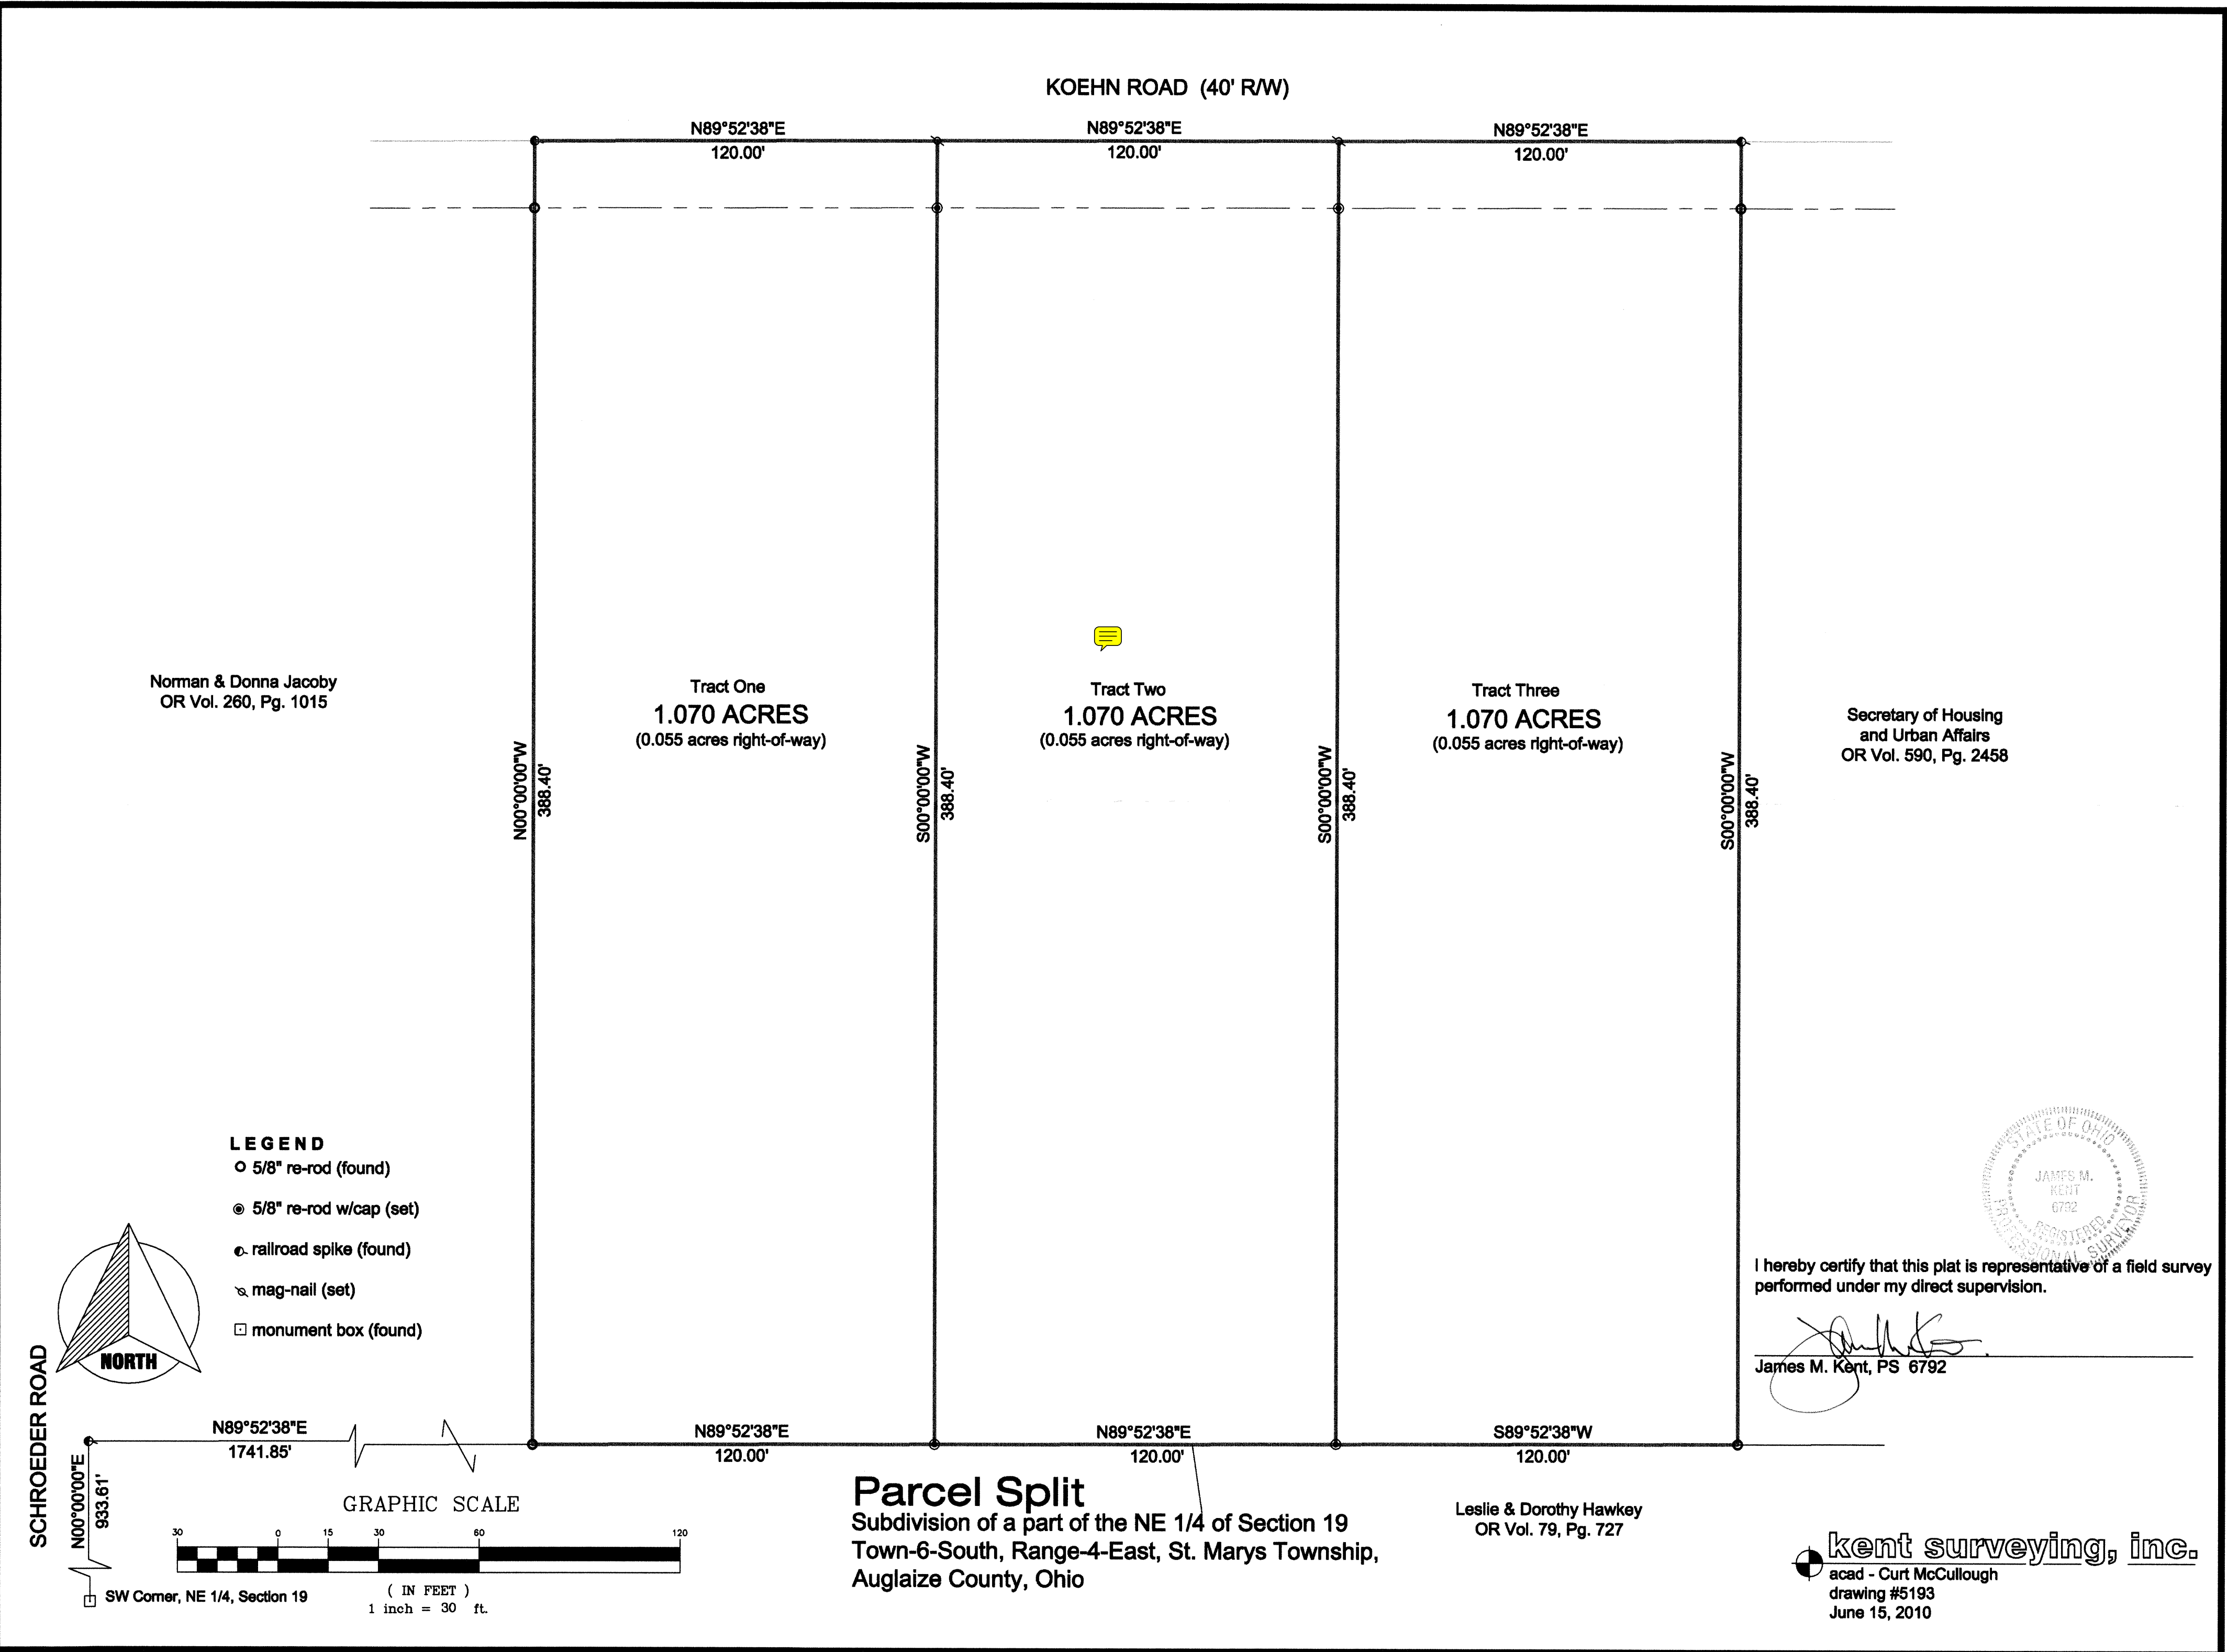 KOEHN ROAD (40' R/W)
N89°52'38"E
120.00'
N89°52'38"E
120.00'
N89°52'38"E
120.00'
Norman & Donna Jacoby
OR Vol. 260, Pg. 1015
N00°00'00"W
388.40'
Tract One
1.070 ACRES
(0.055 acres right-of-way)
S00°00'00"W
388.40'
Tract Two
1.070 ACRES
(0.055 acres right-of-way)
S00°00'00"W
388.40'
Tract Three
1.070 ACRES
(0.055 acres right-of-way)
S00°00'00"W
388.40'
Secretary of Housing
and Urban Affairs
OR Vol. 590, Pg. 2458
LEGEND
5/8" re-rod (found)
5/8" re-rod w/cap (set)
railroad spike (found)
mag-nail (set)
monument box (found)
NORTH
STATE OF OHIO
JAMES M.
KENT
6792
REGISTERED
PROFESSIONAL SURVEYOR
I hereby certify that this plat is representative of a field survey
performed under my direct supervision.
James M. Kent, PS 6792
SCHROEDER ROAD
N00°00'00"E
933.61'
N89°52'38"E
1741.85'
N89°52'38"E
120.00'
N89°52'38"E
120.00'
S89°52'38"W
120.00'
SW Corner, NE 1/4, Section 19
GRAPHIC SCALE
30 0 15 30 60 120
( IN FEET )
1 inch = 30 ft.
Parcel Split
Subdivision of a part of the NE 1/4 of Section 19
Town-6-South, Range-4-East, St. Marys Township,
Auglaize County, Ohio
Leslie & Dorothy Hawkey
OR Vol. 79, Pg. 727
kent surveying, inc.
acad - Curt McCullough
drawing #5193
June 15, 2010